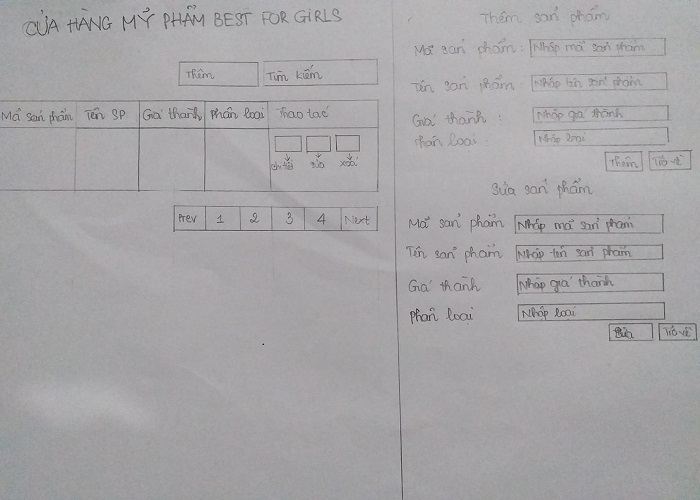 CỬA HÀNG MỸ PHẨM BEST FOR GIRLS
Thêm
Tìm kiếm
Mã sản phẩm Tên SP Giá thành Phân loại Thao tác
chi tiết sửa xoá
Prev 1 2 3 4 Next
Thêm sản phẩm
Mã sản phẩm : Nhập mã sản phẩm
Tên sản phẩm : Nhập tên sản phẩm
Giá thành : Nhập giá thành
Phân loại : Nhập loại
Thêm Trở về
Sửa sản phẩm
Mã sản phẩm Nhập mã sản phẩm
Tên sản phẩm Nhập tên sản phẩm
Giá thành Nhập giá thành
Phân loại Nhập loại
Sửa Trở về